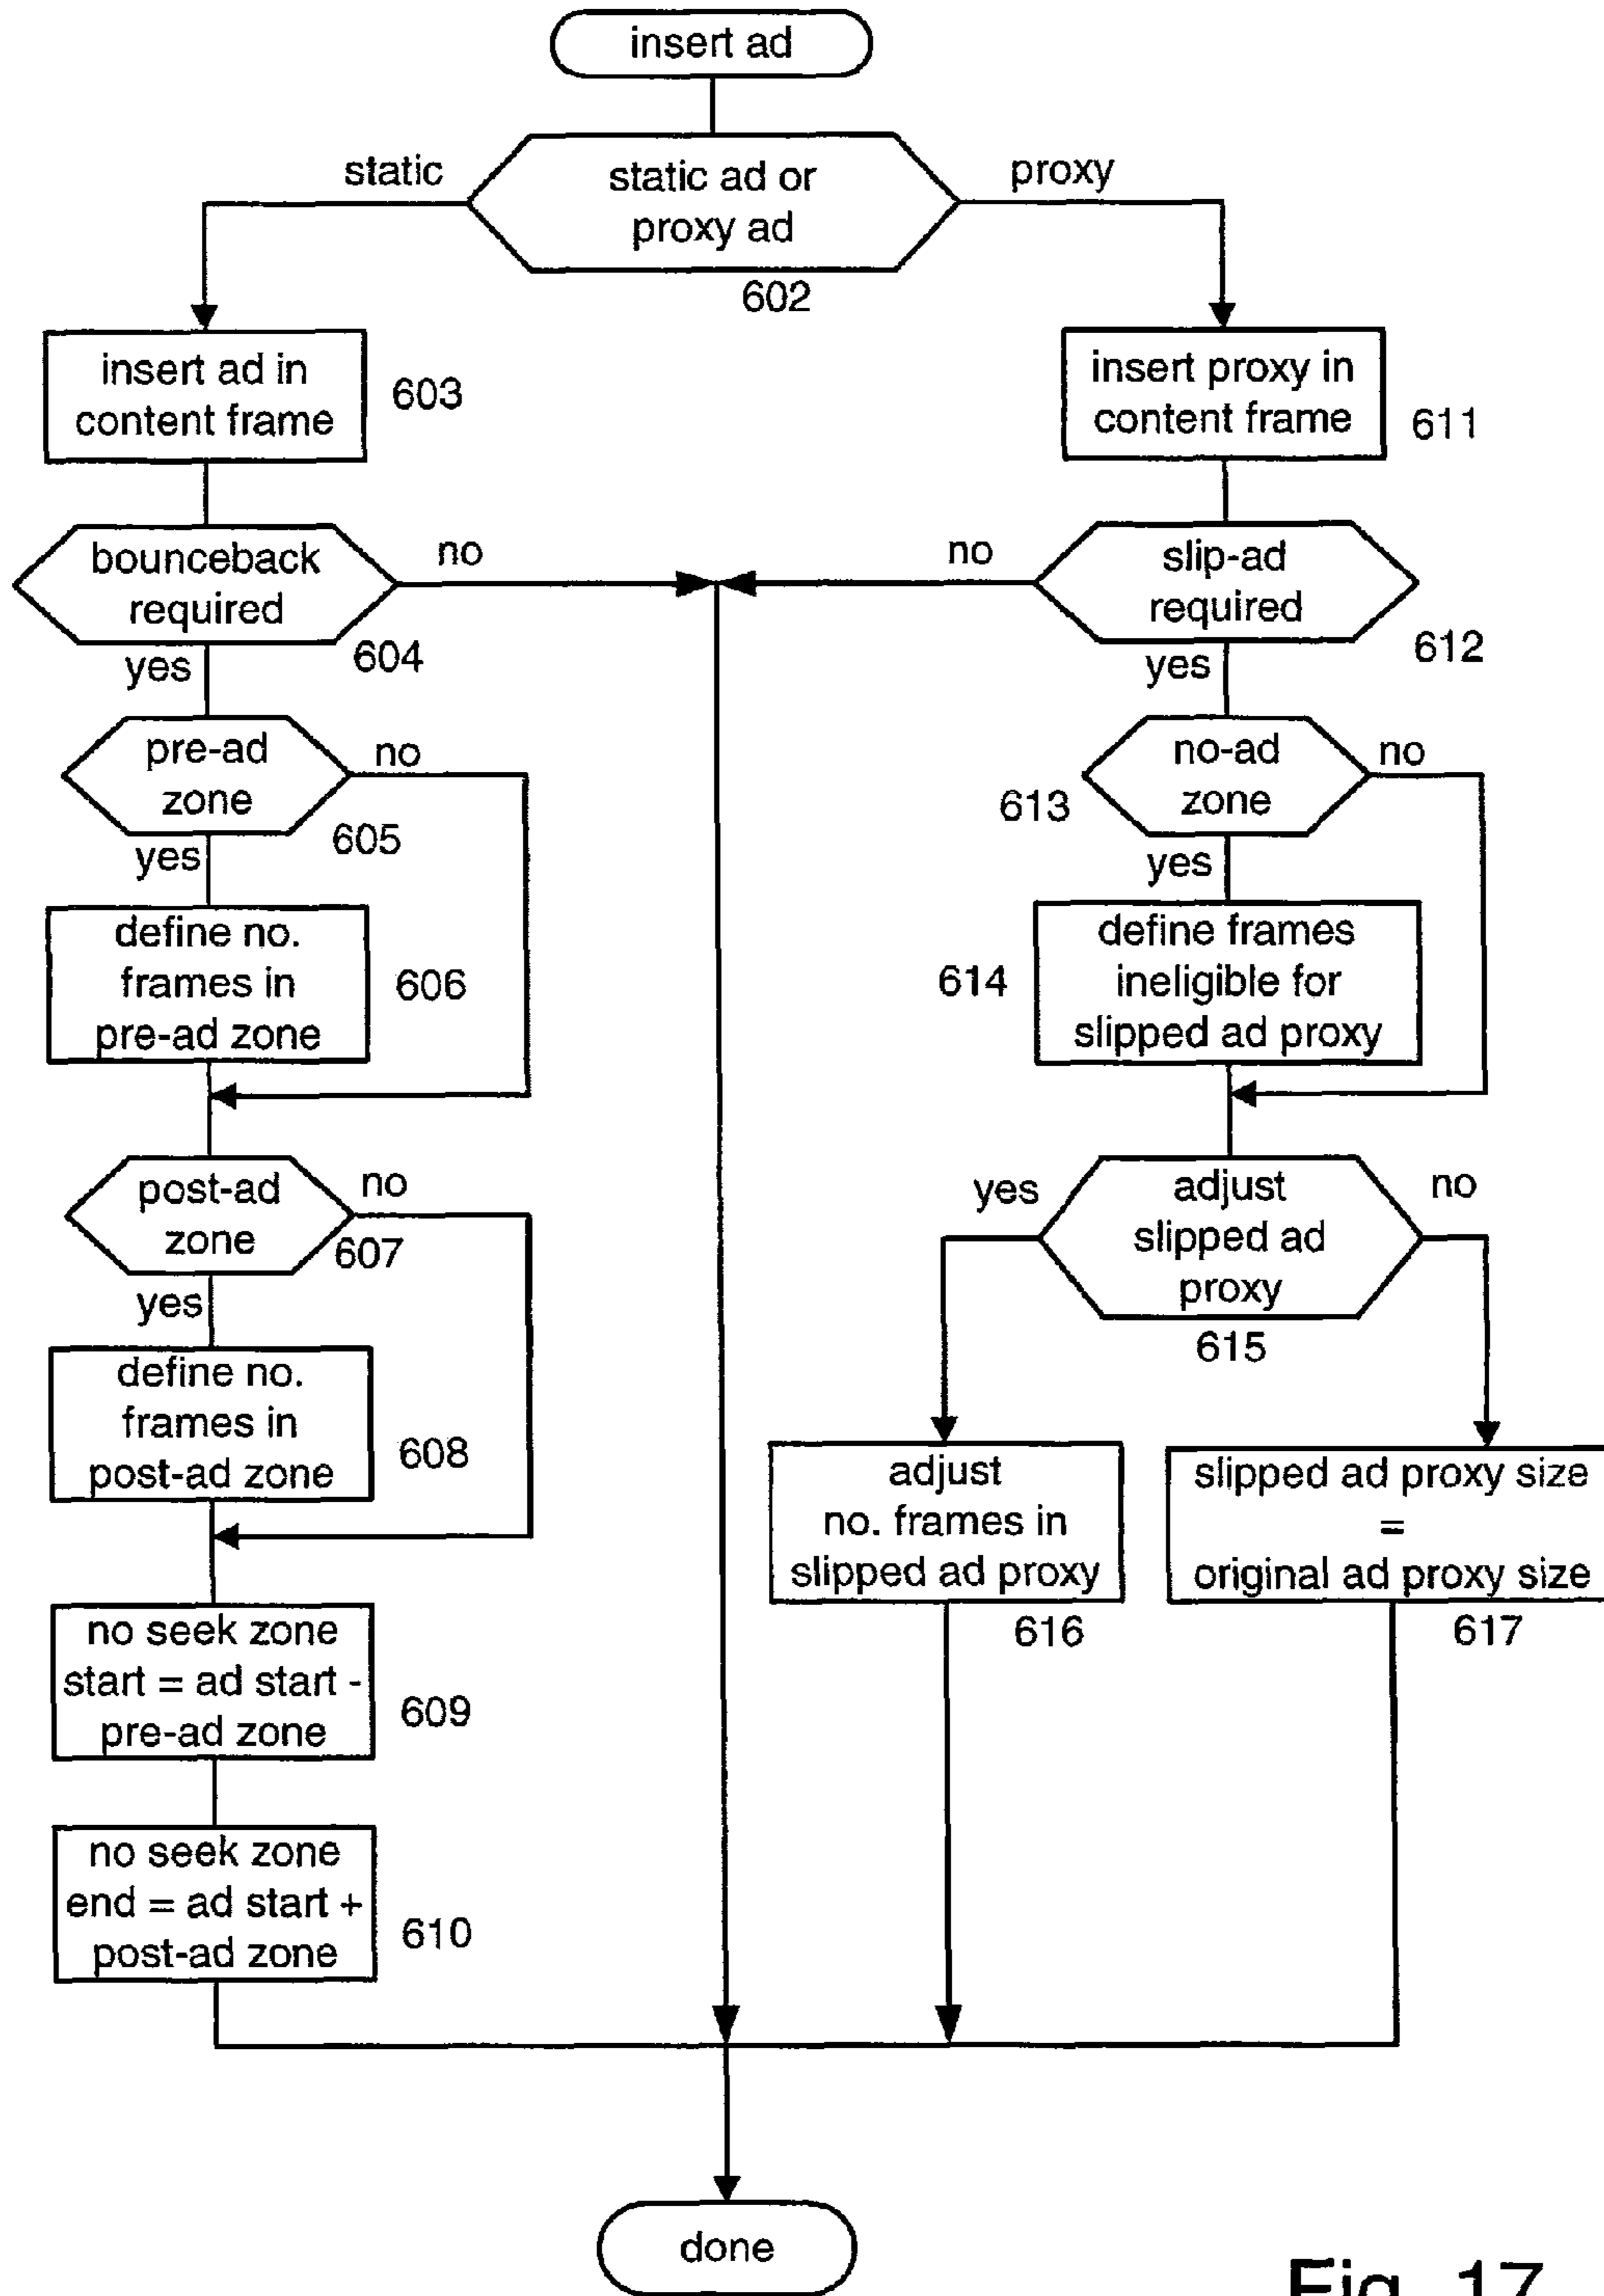 insert ad
static
static ad or
proxy ad
proxy
602
insert ad in
content frame
603
insert proxy in
content frame
611
bounceback
required
no
604
yes
no
slip-ad
required
612
yes
pre-ad
zone
no
605
yes
no-ad
zone
no
613
yes
define no.
frames in
pre-ad zone
606
define frames
ineligible for
slipped ad proxy
614
post-ad
zone
no
607
yes
yes
adjust
slipped ad
proxy
no
615
define no.
frames in
post-ad zone
608
adjust
no. frames in
slipped ad proxy
616
slipped ad proxy size
=
original ad proxy size
617
no seek zone
start = ad start -
pre-ad zone
609
no seek zone
end = ad start +
post-ad zone
610
done
Fig. 17